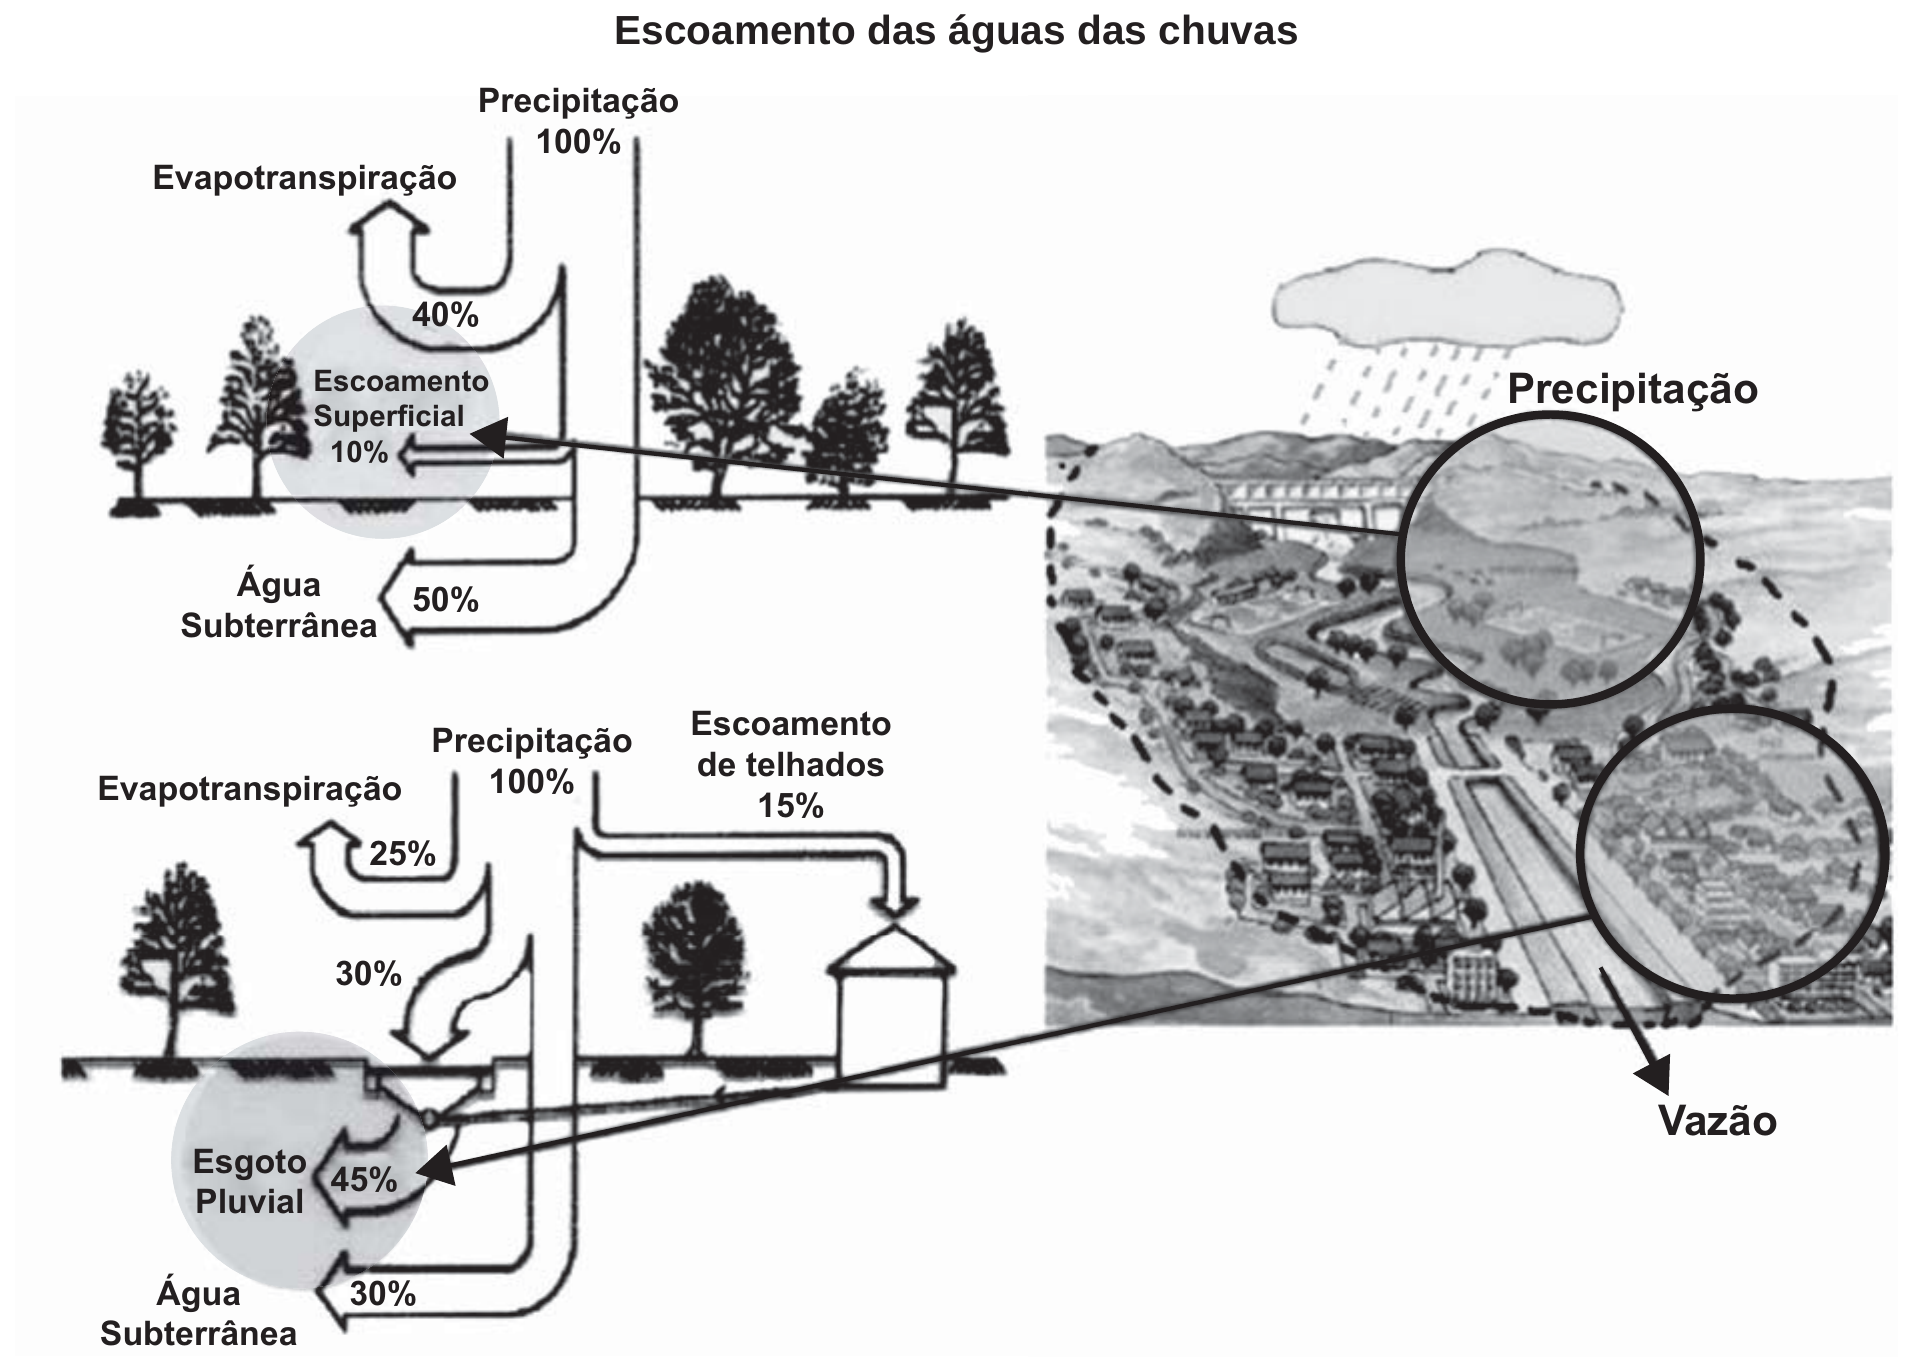 Escoamento das águas das chuvas
Precipitação
100%
Evapotranspiração
40%
Escoamento
Superficial
10%
Água
Subterrânea
50%
Precipitação
Precipitação
100%
Escoamento
de telhados
15%
Evapotranspiração
25%
30%
Esgoto
Pluvial
45%
Água
Subterrânea
30%
Vazão